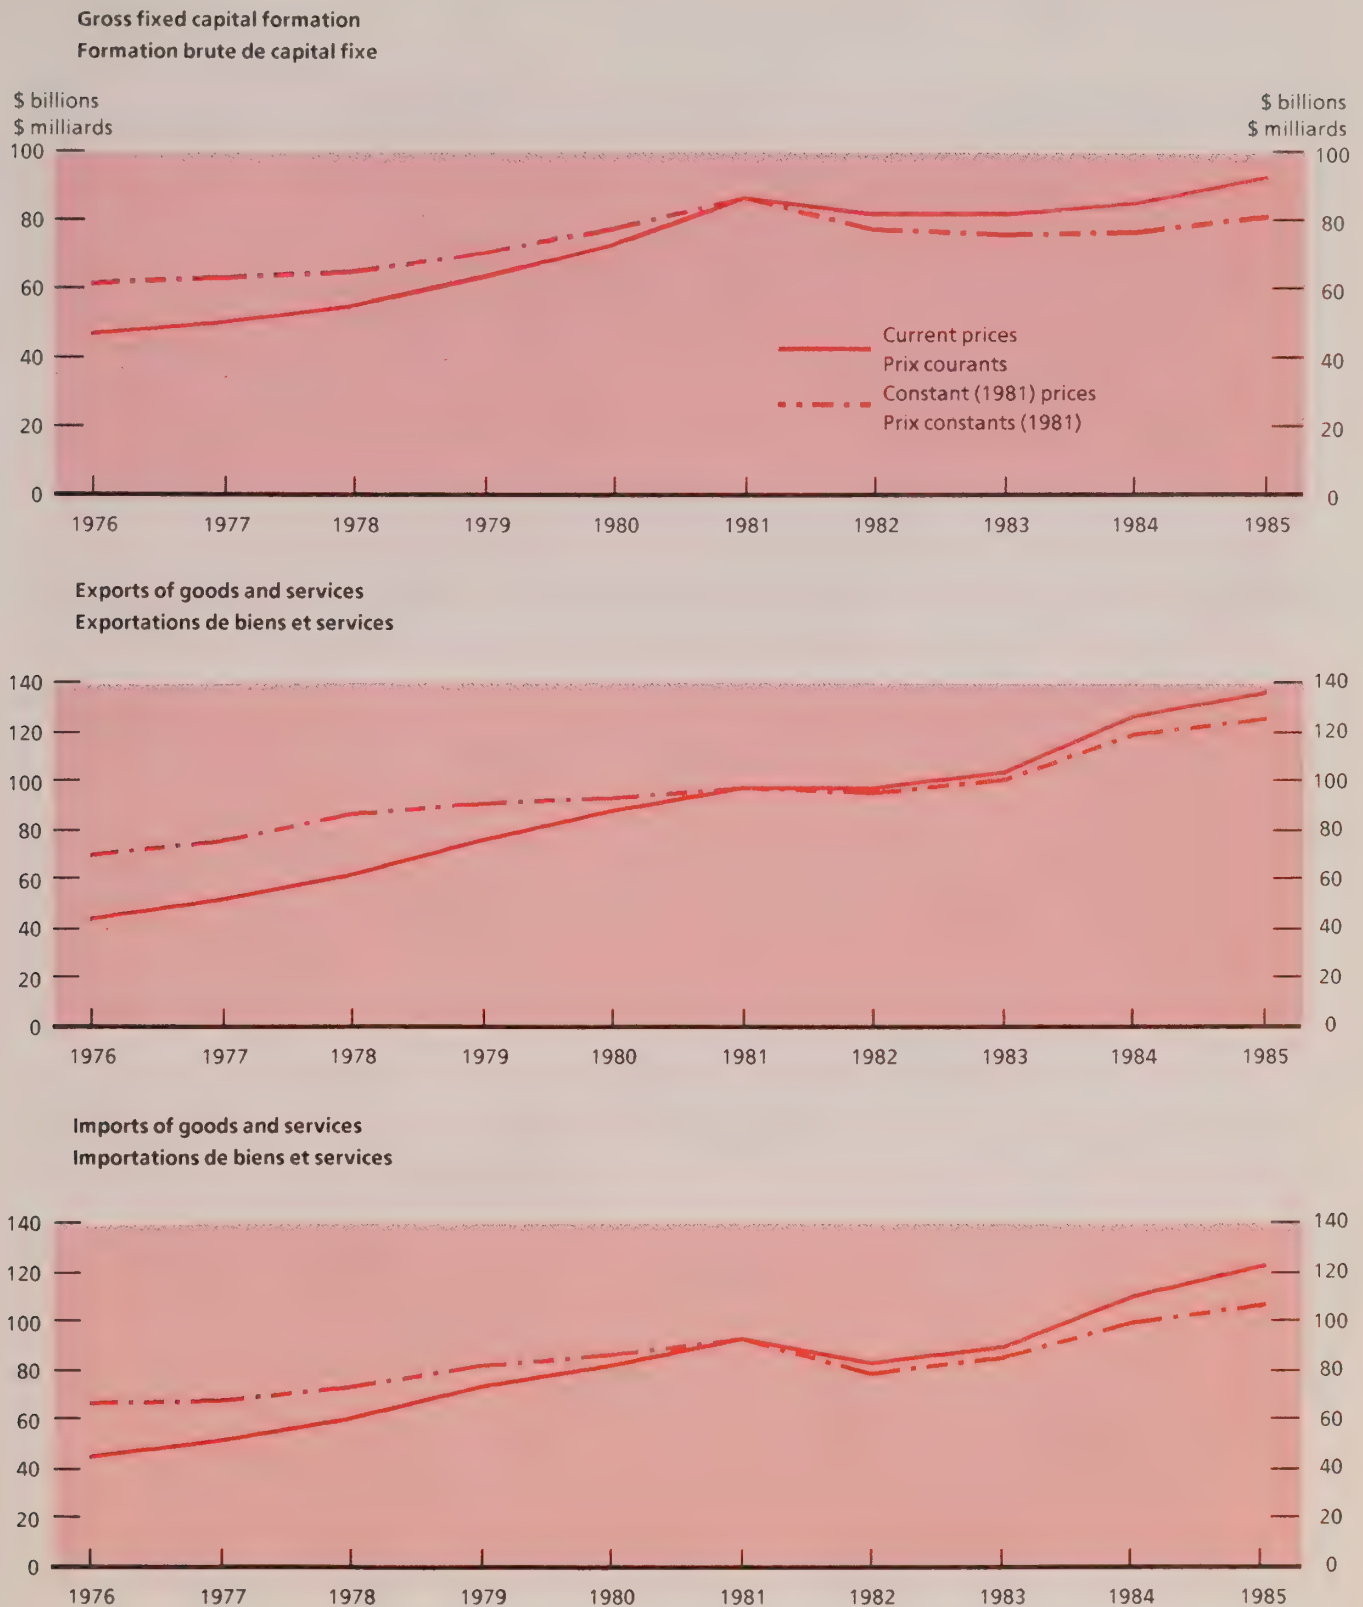 Gross fixed capital formation
Formation brute de capital fixe
$ billions $ billions
$ milliards $ milliards
100 100
80 80
60 60
Current prices
40 Prix courants 40
Constant (1981) prices
20 Prix constants (1981) 20
0 0
1976 1977 1978 1979 1980 1981 1982 1983 1984 1985
Exports of goods and services
Exportations de biens et services
140 140
120 120
100 100
80 80
60 60
40 40
20 20
0 0
1976 1977 1978 1979 1980 1981 1982 1983 1984 1985
Imports of goods and services
Importations de biens et services
140 140
120 120
100 100
80 80
60 60
40 40
20 20
0 0
1976 1977 1978 1979 1980 1981 1982 1983 1984 1985